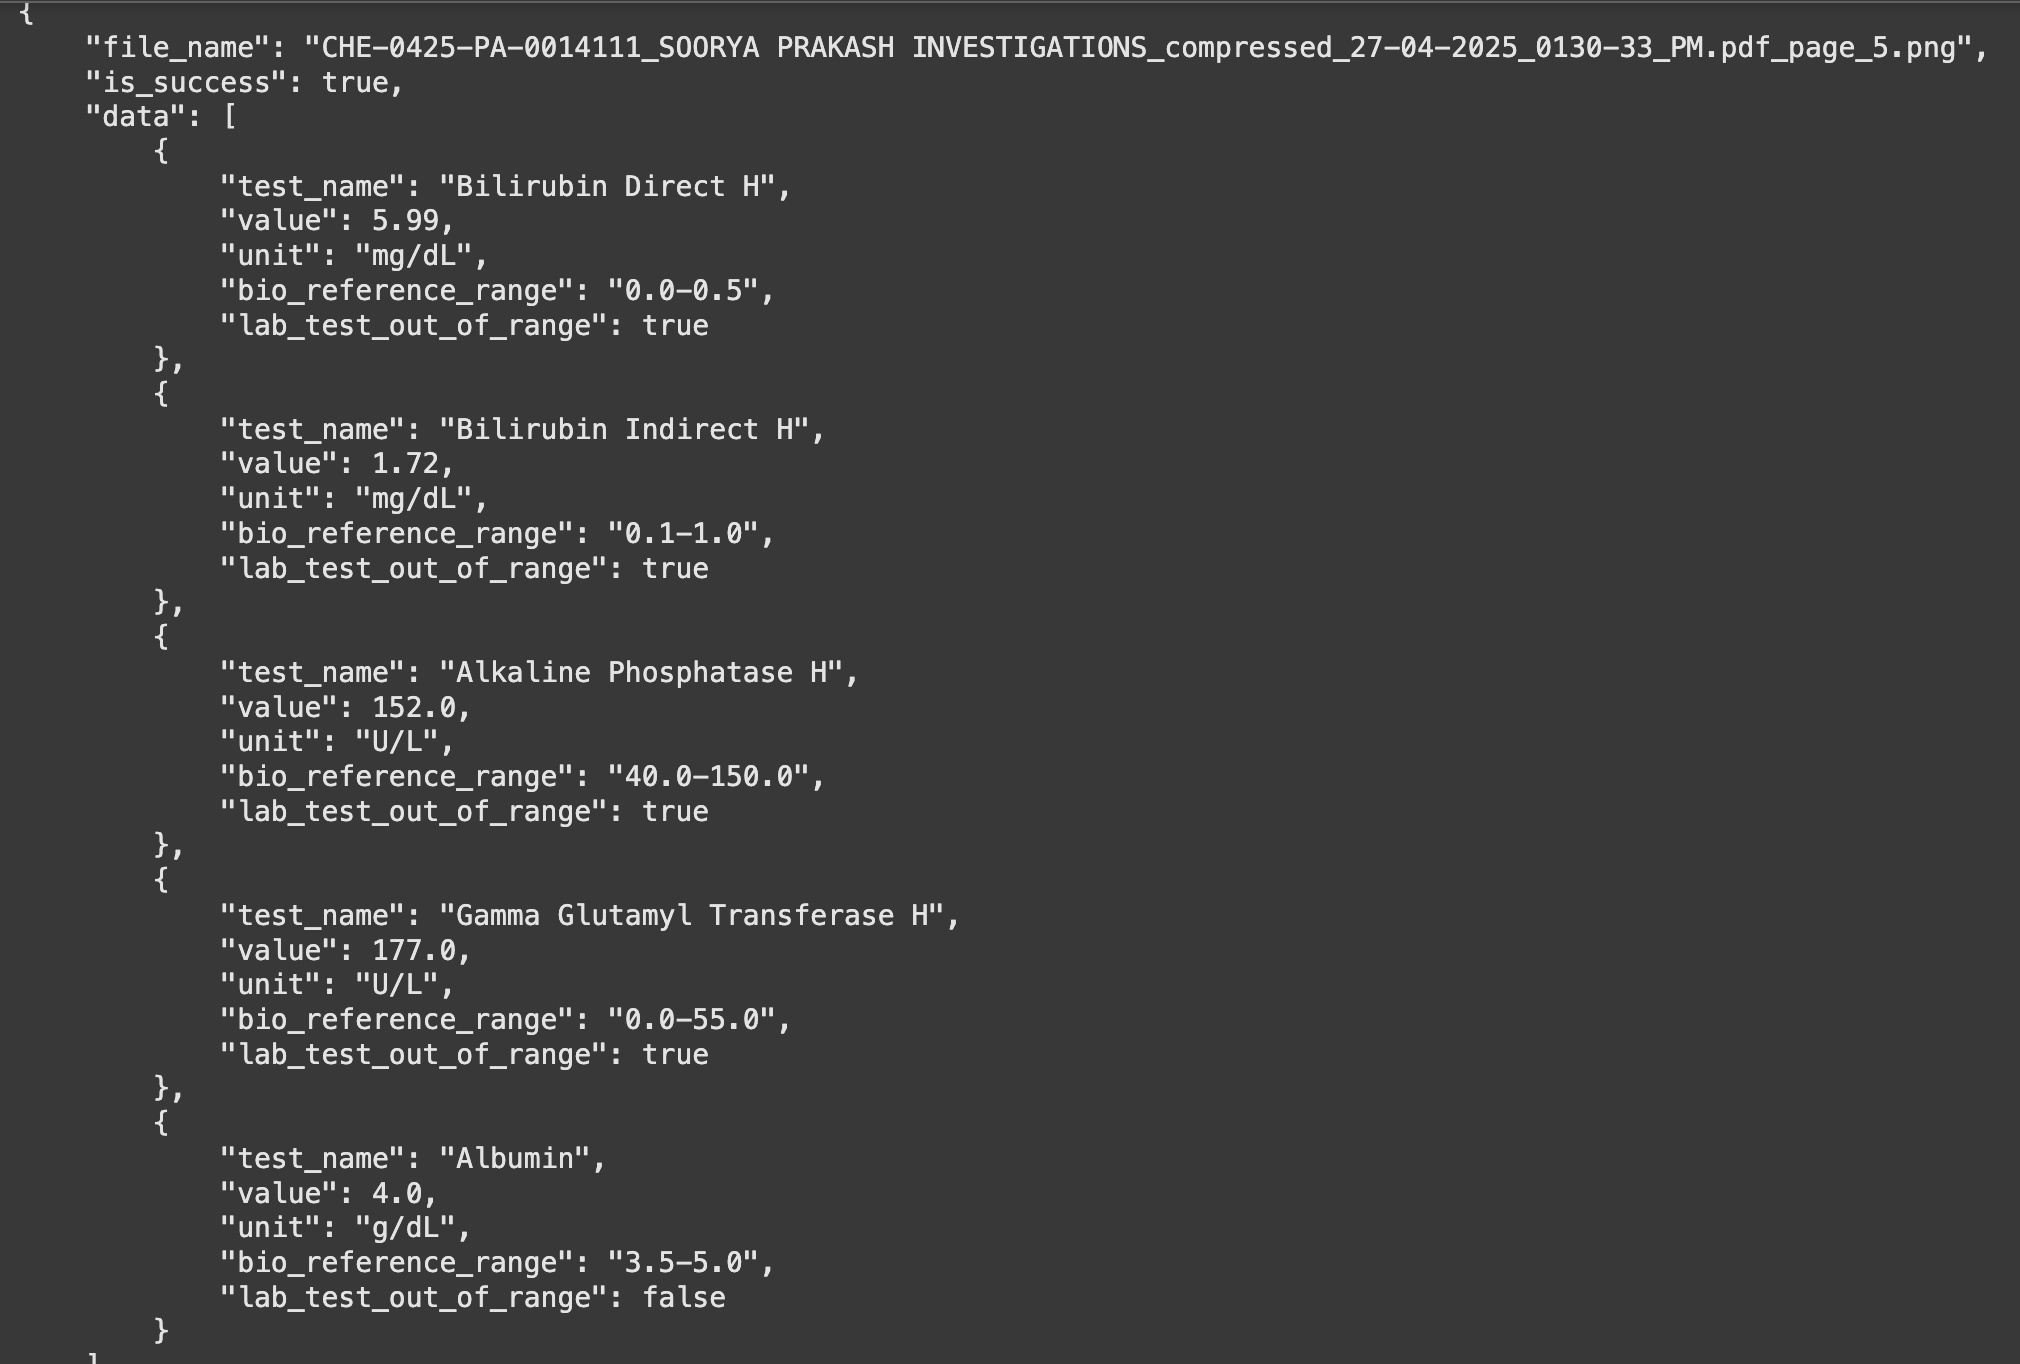 {
"file_name": "CHE-0425-PA-0014111_SOORYA PRAKASH INVESTIGATIONS_compressed_27-04-2025_0130-33_PM.pdf_page_5.png",
"is_success": true,
"data": [
{
"test_name": "Bilirubin Direct H",
"value": 5.99,
"unit": "mg/dL",
"bio_reference_range": "0.0-0.5",
"lab_test_out_of_range": true
},
{
"test_name": "Bilirubin Indirect H",
"value": 1.72,
"unit": "mg/dL",
"bio_reference_range": "0.1-1.0",
"lab_test_out_of_range": true
},
{
"test_name": "Alkaline Phosphatase H",
"value": 152.0,
"unit": "U/L",
"bio_reference_range": "40.0-150.0",
"lab_test_out_of_range": true
},
{
"test_name": "Gamma Glutamyl Transferase H",
"value": 177.0,
"unit": "U/L",
"bio_reference_range": "0.0-55.0",
"lab_test_out_of_range": true
},
{
"test_name": "Albumin",
"value": 4.0,
"unit": "g/dL",
"bio_reference_range": "3.5-5.0",
"lab_test_out_of_range": false
}
]